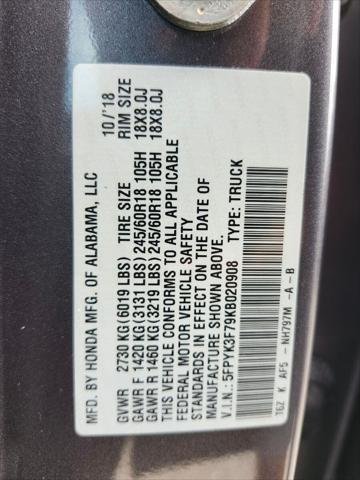 MFD. BY HONDA MFG. OF ALABAMA, LLC 10/'18
GVWR 2730 KG(6019 LBS) TIRE SIZE RIM SIZE
GAWR F 1420 KG(3131 LBS) 245/60R18 105H 18X8.0J
GAWR R 1460 KG(3219 LBS) 245/60R18 105H 18X8.0J
THIS VEHICLE CONFORMS TO ALL APPLICABLE
FEDERAL MOTOR VEHICLE SAFETY
STANDARDS IN EFFECT ON THE DATE OF
MANUFACTURE SHOWN ABOVE.
V.I.N.: 5FPYK3F79KB020908 TYPE: TRUCK
T6Z K AF5 - NH797M -A -B